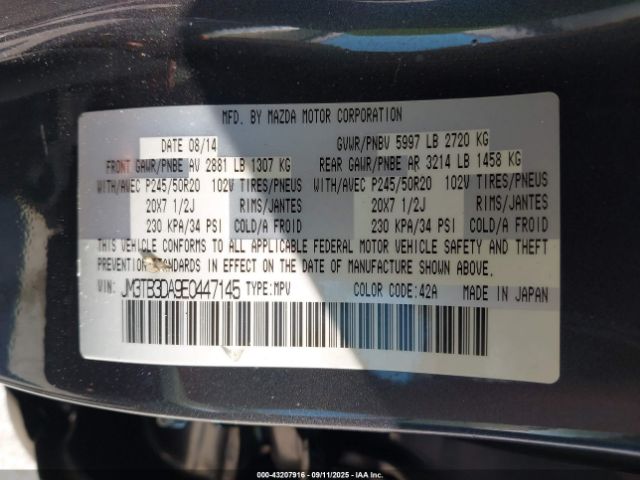 MFD. BY MAZDA MOTOR CORPORATION
DATE 08/14 GVWR/PNBV 5997 LB 2720 KG
FRONT GAWR/PNBE AV 2881 LB 1307 KG REAR GAWR/PNBE AR 3214 LB 1458 KG
WITH/AVEC P245/50R20 102V TIRES/PNEUS WITH/AVEC P245/50R20 102V TIRES/PNEUS
20X7 1/2J RIMS/JANTES 20X7 1/2J RIMS/JANTES
230 KPA/34 PSI COLD/A FROID 230 KPA/34 PSI COLD/A FROID
THIS VEHICLE CONFORMS TO ALL APPLICABLE FEDERAL MOTOR VEHICLE SAFETY AND THEFT
PREVENTION STANDARDS IN EFFECT ON THE DATE OF MANUFACTURE SHOWN ABOVE.
VIN: JM3TB3DA9E0447145 TYPE:MPV COLOR CODE:42A MADE IN JAPAN
000-43207916 - 09/11/2025 - IAAI.COM